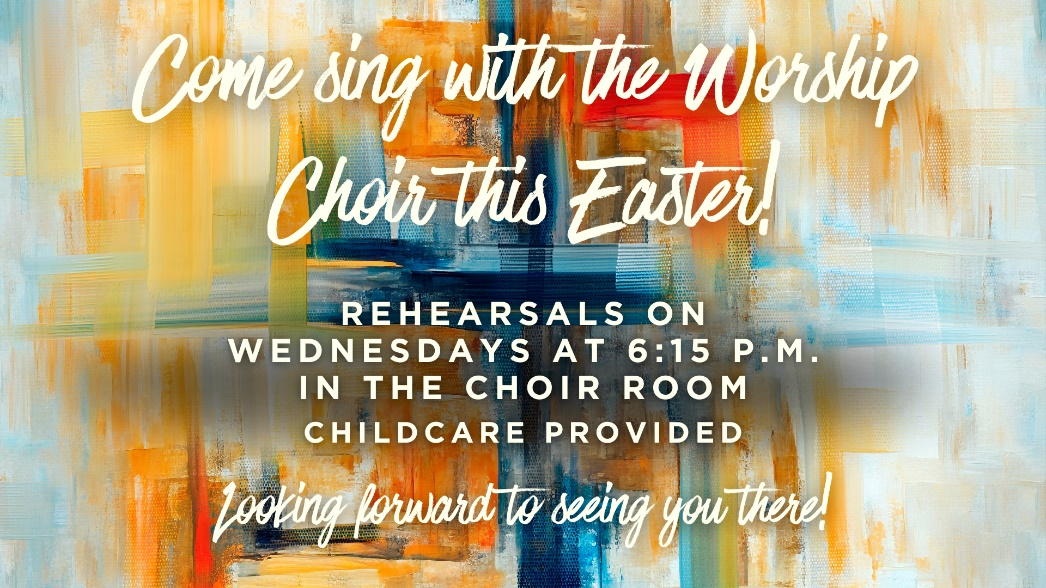 Come sing with the Worship
Choir this Easter!
REHEARSALS ON
WEDNESDAYS AT 6:15 P.M.
IN THE CHOIR ROOM
CHILDCARE PROVIDED
Looking forward to seeing you there!